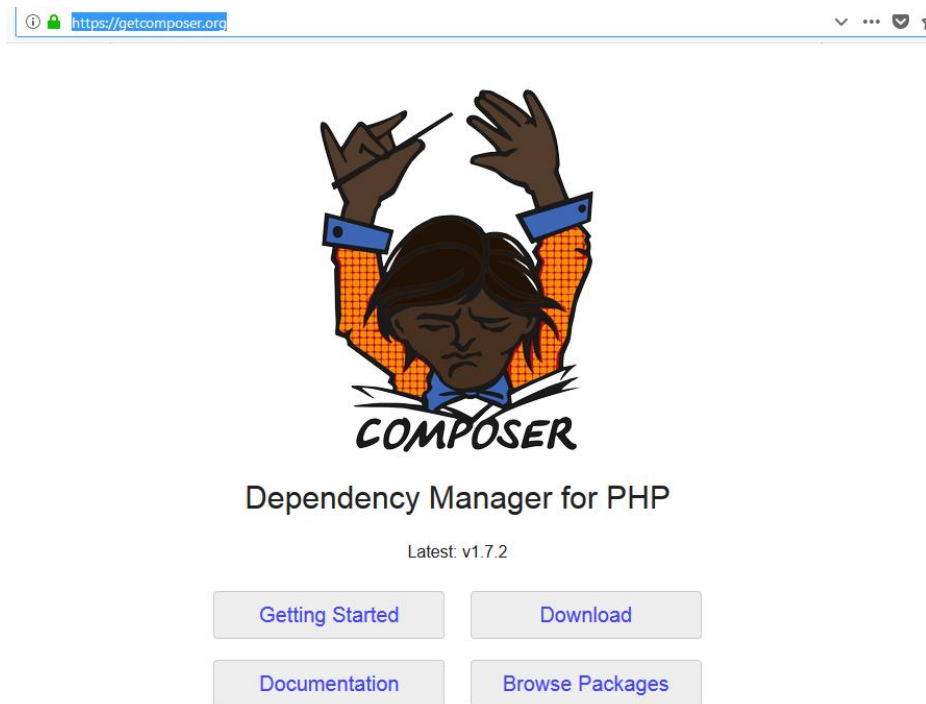 https://getcomposer.org
COMPOSER
Dependency Manager for PHP
Latest: v1.7.2
Getting Started
Download
Documentation
Browse Packages